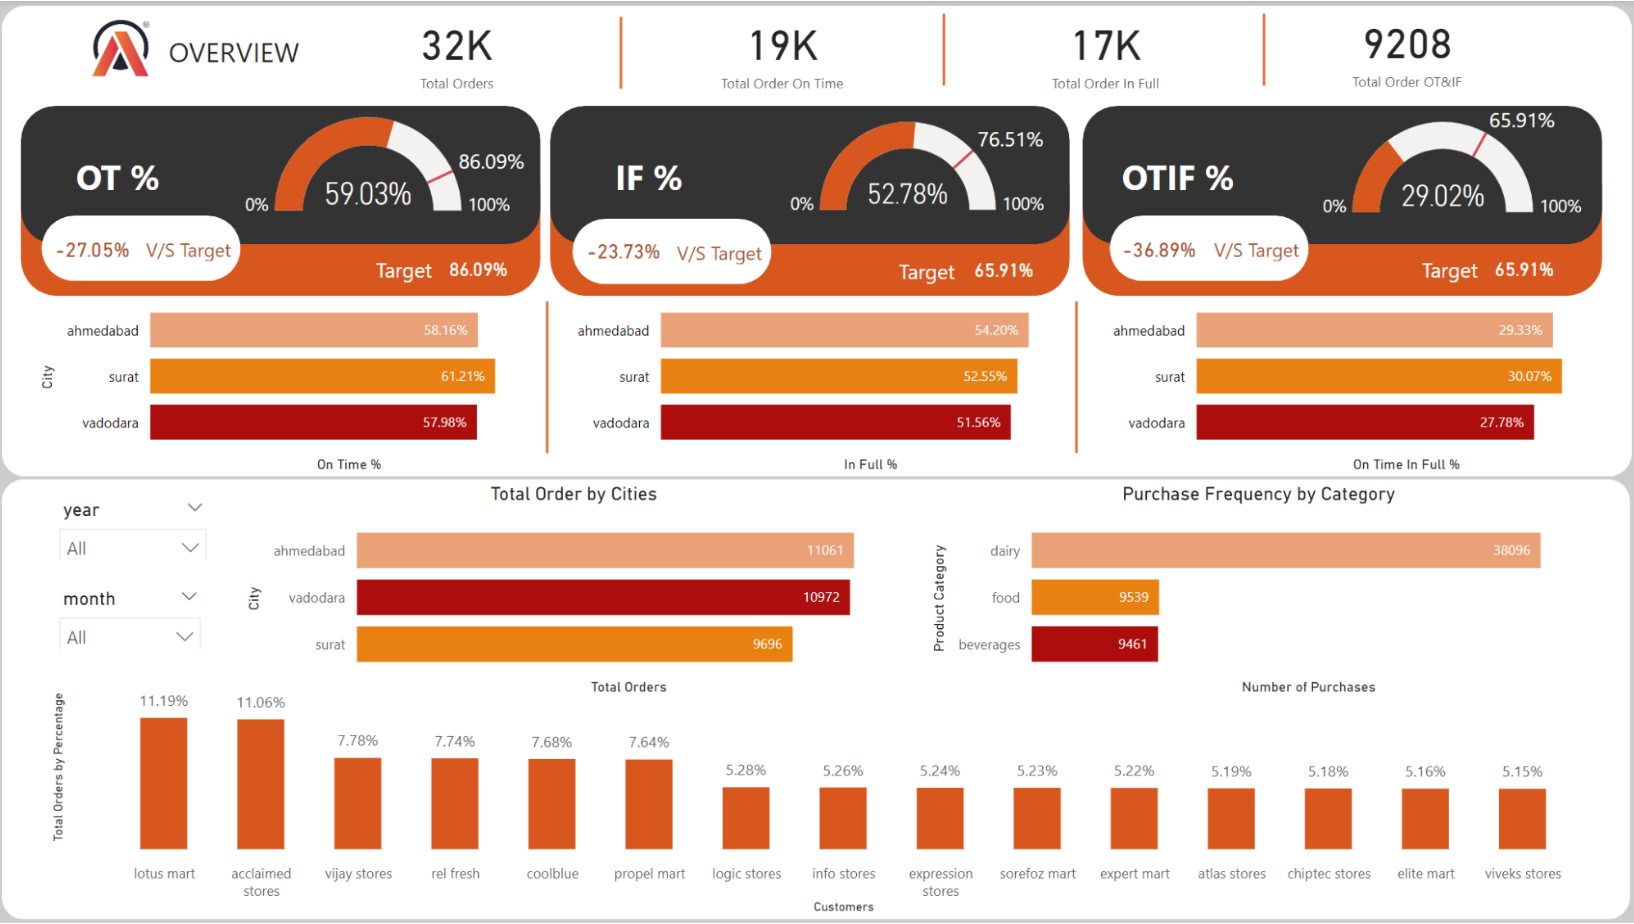 OVERVIEW
32K
Total Orders
19K
Total Order On Time
17K
Total Order In Full
9208
Total Order OT&IF
OT %
0%
59.03%
86.09%
100%
-27.05% V/S Target
Target 86.09%
IF %
0%
52.78%
76.51%
100%
-23.73% V/S Target
Target 65.91%
OTIF %
0%
29.02%
65.91%
100%
-36.89% V/S Target
Target 65.91%
City
ahmedabad 58.16%
surat 61.21%
vadodara 57.98%
On Time %
ahmedabad 54.20%
surat 52.55%
vadodara 51.56%
In Full %
ahmedabad 29.33%
surat 30.07%
vadodara 27.78%
On Time In Full %
year
All
month
All
Total Order by Cities
City
ahmedabad 11061
vadodara 10972
surat 9696
Total Orders
Purchase Frequency by Category
Product Category
dairy 38096
food 9539
beverages 9461
Number of Purchases
Total Orders by Percentage
11.19% 11.06% 7.78% 7.74% 7.68% 7.64% 5.28% 5.26% 5.24% 5.23% 5.22% 5.19% 5.18% 5.16% 5.15%
lotus mart
acclaimed
stores
vijay stores
rel fresh
coolblue
propel mart
logic stores
info stores
expression
stores
sorefoz mart
expert mart
atlas stores
chiptec stores
elite mart
viveks stores
Customers